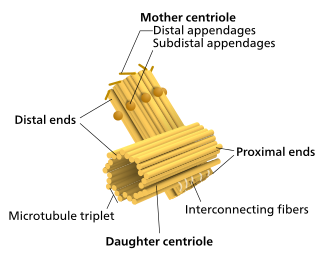 Mother centriole
Distal appendages
Subdistal appendages
Distal ends
Proximal ends
Microtubule triplet
Interconnecting fibers
Daughter centriole